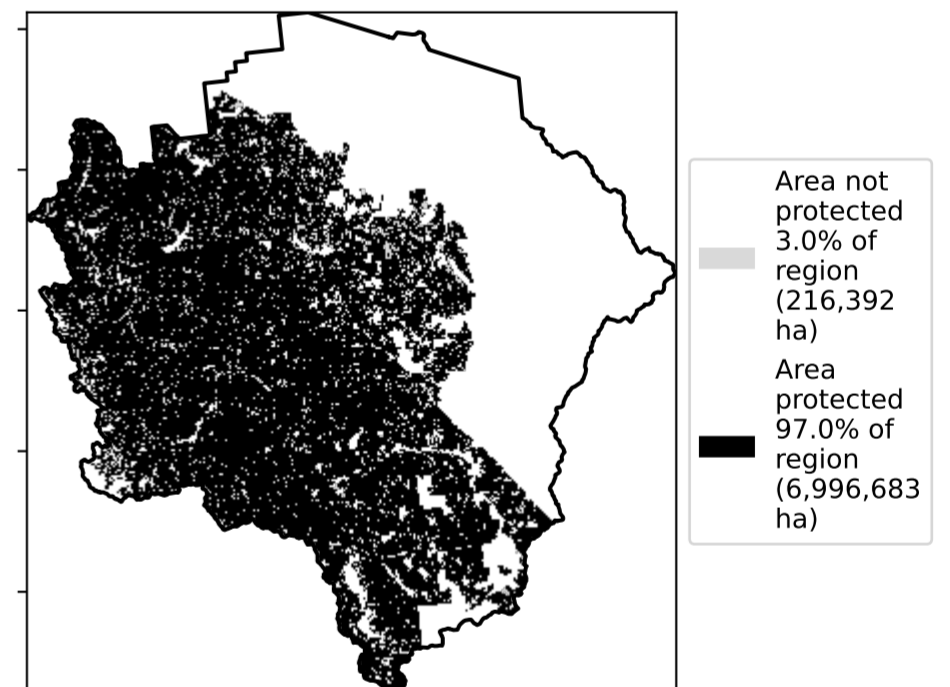 Area not
protected
3.0% of
region
(216,392
ha)
Area
protected
97.0% of
region
(6,996,683
ha)